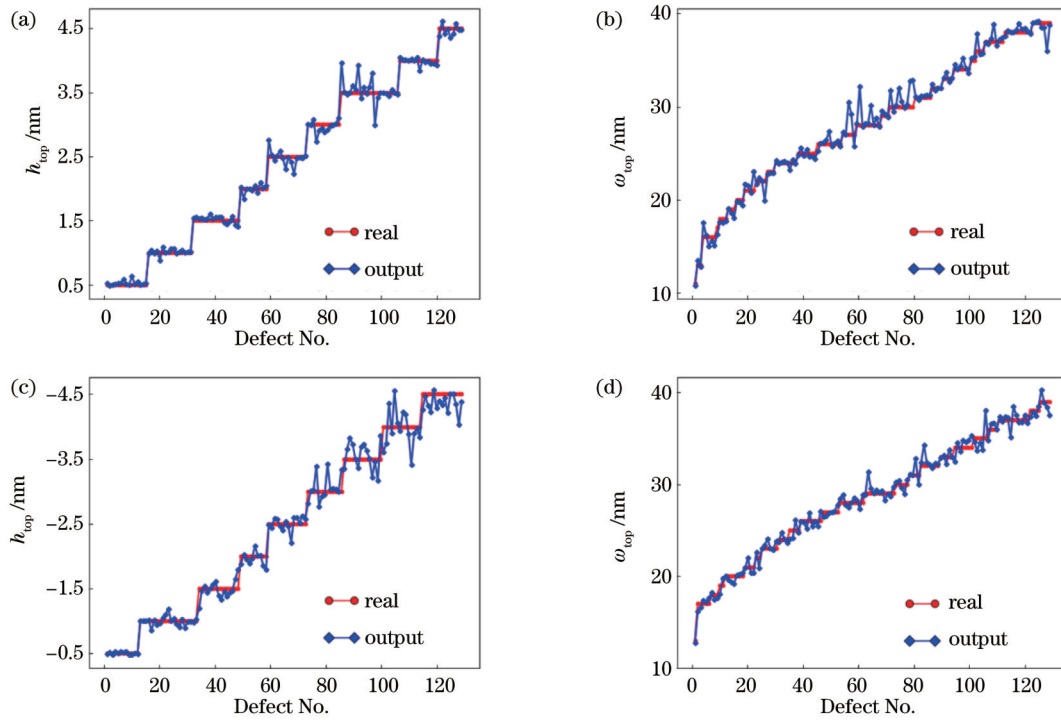 (a)
4.5
3.5
2.5
1.5
0.5
h_top /nm
real
output
0 20 40 60 80 100 120
Defect No.
(b)
40
30
20
10
ω_top /nm
real
output
0 20 40 60 80 100 120
Defect No.
(c)
−4.5
−3.5
−2.5
−1.5
−0.5
h_top /nm
real
output
0 20 40 60 80 100 120
Defect No.
(d)
40
30
20
10
ω_top /nm
real
output
0 20 40 60 80 100 120
Defect No.